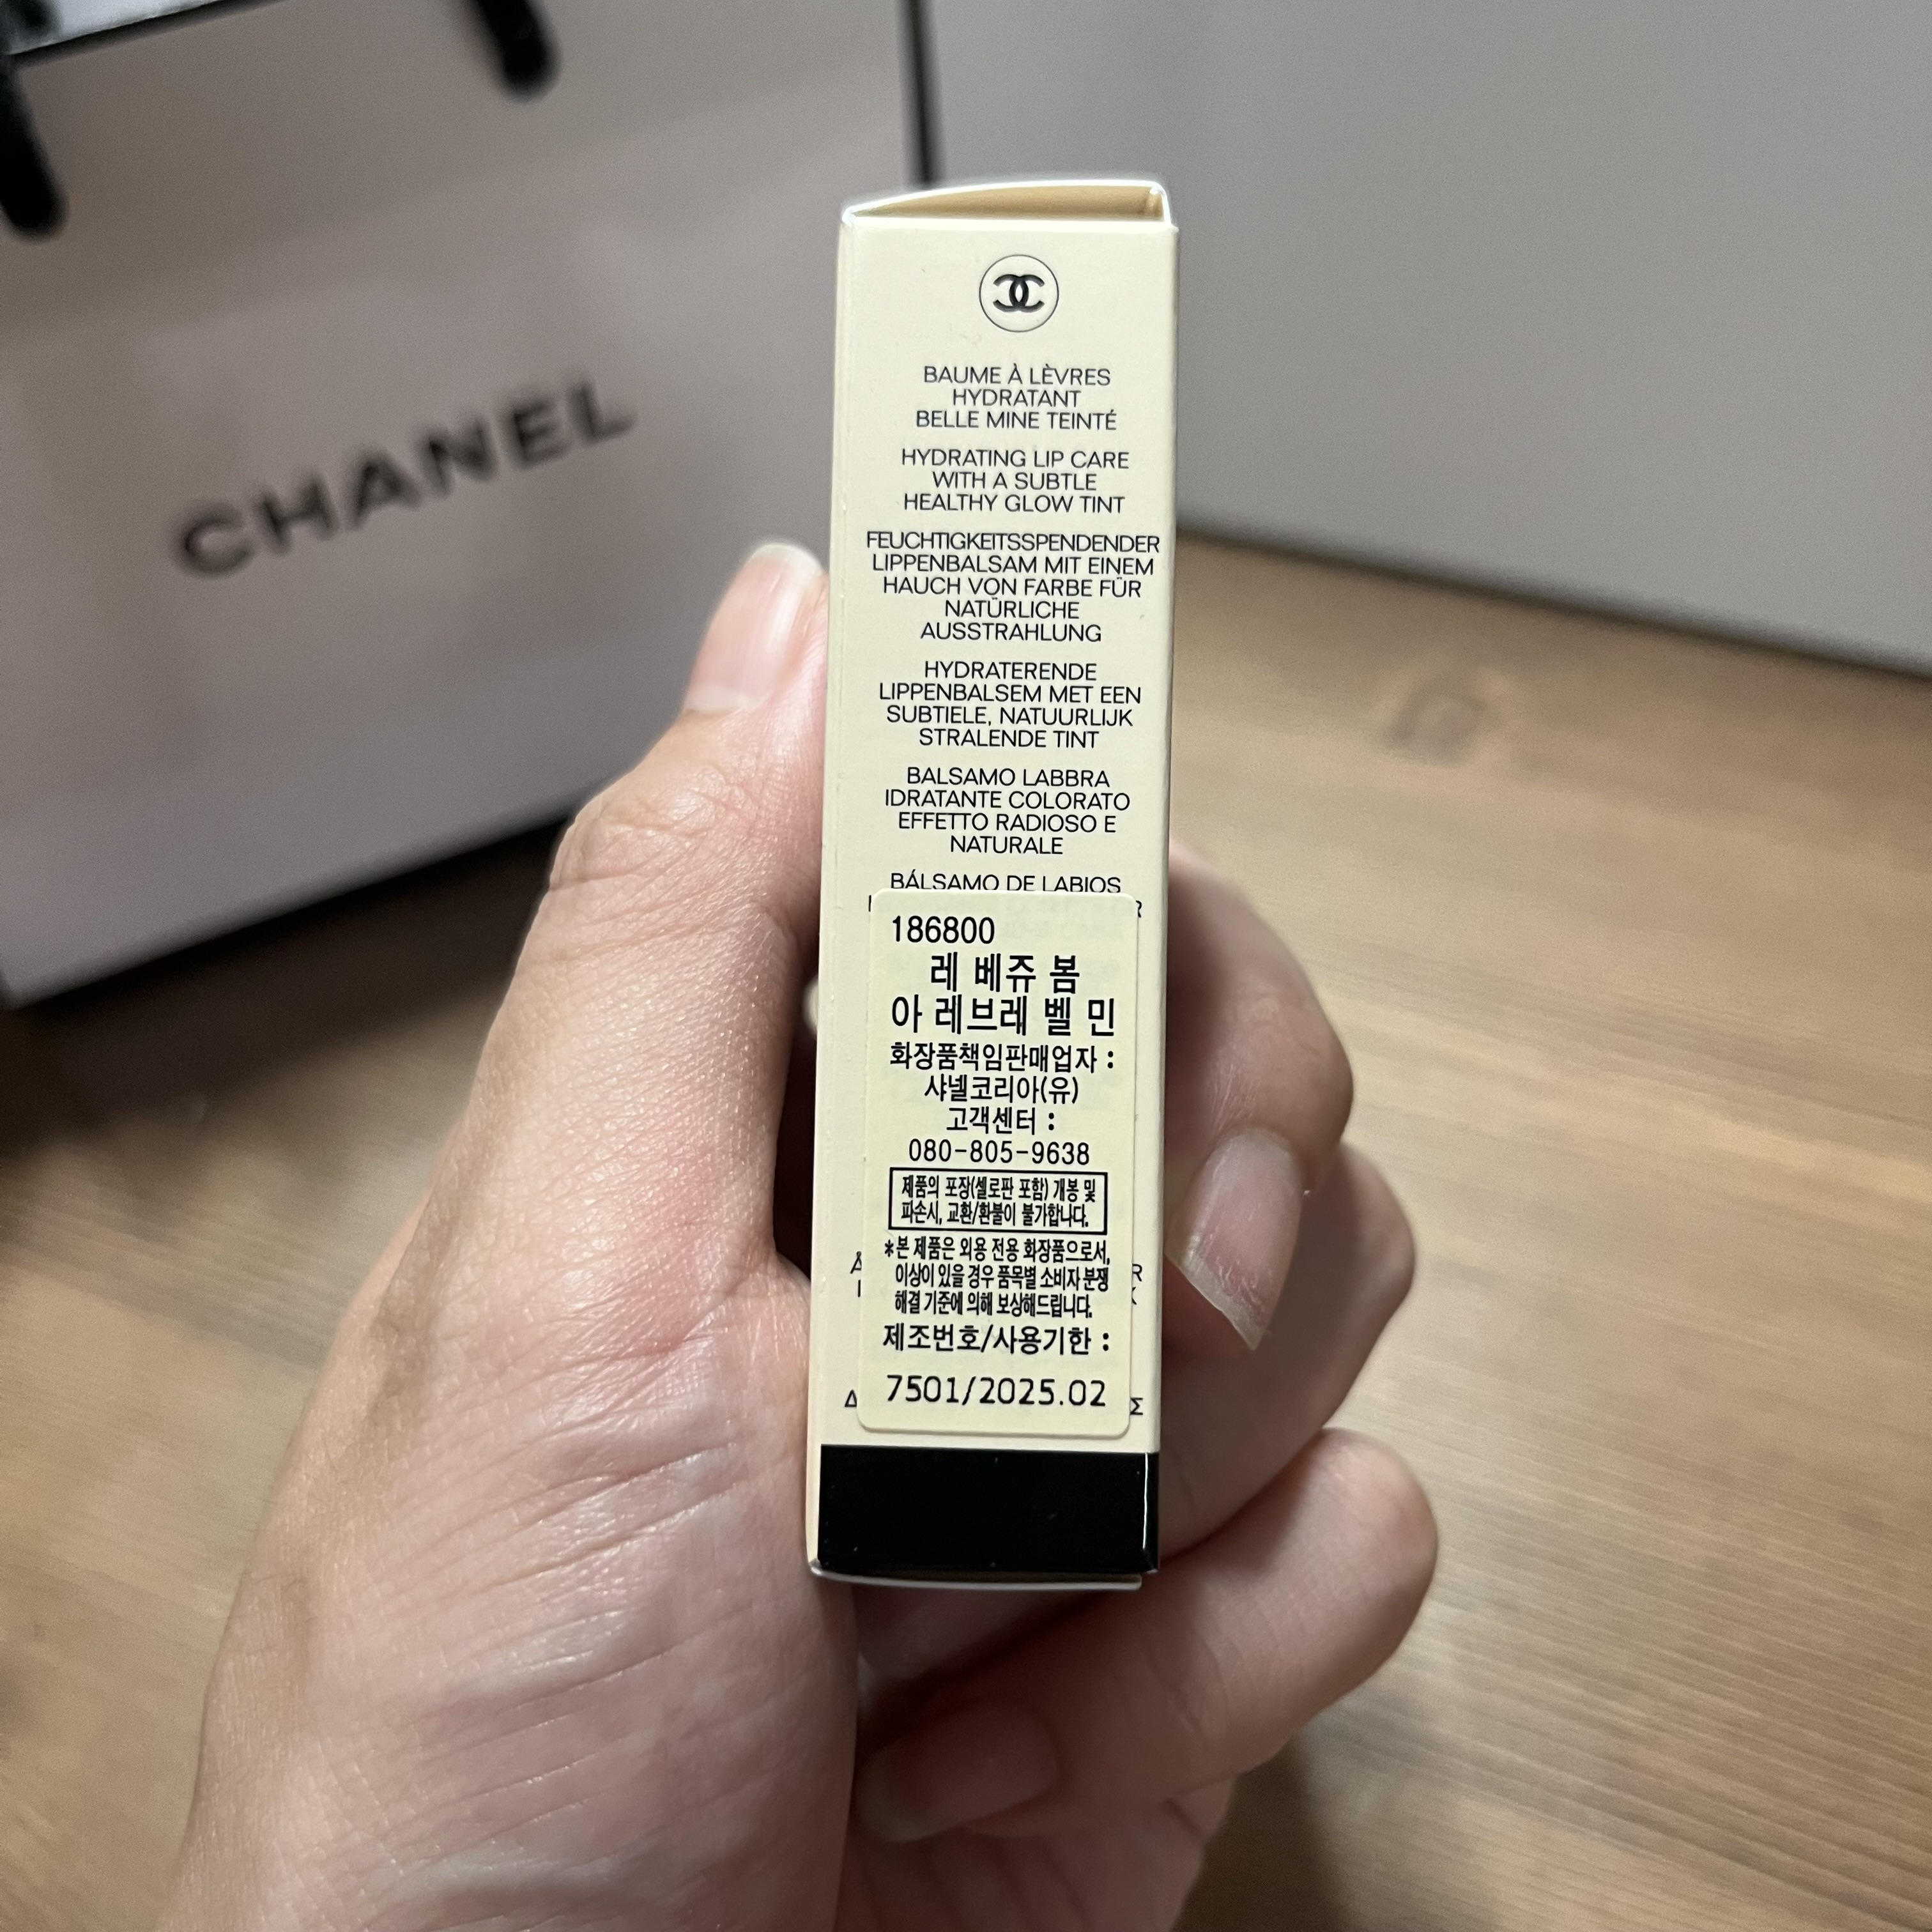 CHANEL
BAUME À LÈVRES
HYDRATANT
BELLE MINE TEINTÉ
HYDRATING LIP CARE
WITH A SUBTLE
HEALTHY GLOW TINT
FEUCHTIGKEITSSPENDENDER
LIPPENBALSAM MIT EINEM
HAUCH VON FARBE FÜR
NATÜRLICHE
AUSSTRAHLUNG
HYDRATERENDE
LIPPENBALSEM MET EEN
SUBTIELE, NATUURLIJK
STRALENDE TINT
BALSAMO LABBRA
IDRATANTE COLORATO
EFFETTO RADIOSO E
NATURALE
BÁLSAMO DE LABIOS
186800
레 베쥬 봄
아 레브레 벨 민
화장품책임판매업자 :
샤넬코리아(유)
고객센터 :
080-805-9638
제품의 포장(셀로판 포함) 개봉 및
파손시, 교환/환불이 불가합니다.
*본 제품은 외용 전용 화장품으로서,
이상이 있을 경우 품목별 소비자 분쟁
해결 기준에 의해 보상해드립니다.
제조번호/사용기한 :
7501/2025.02